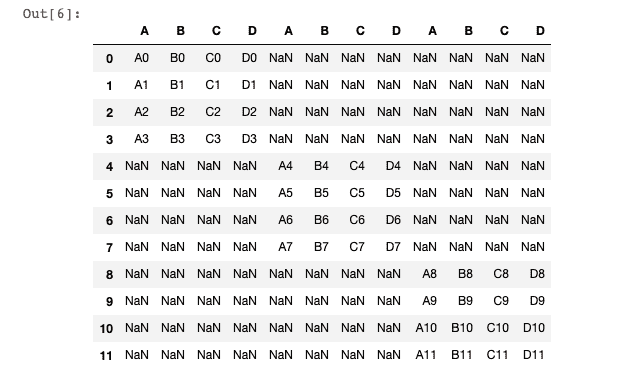 Out[6]:
A B C D A B C D A B C D
0 A0 B0 C0 D0 NaN NaN NaN NaN NaN NaN NaN NaN
1 A1 B1 C1 D1 NaN NaN NaN NaN NaN NaN NaN NaN
2 A2 B2 C2 D2 NaN NaN NaN NaN NaN NaN NaN NaN
3 A3 B3 C3 D3 NaN NaN NaN NaN NaN NaN NaN NaN
4 NaN NaN NaN NaN A4 B4 C4 D4 NaN NaN NaN NaN
5 NaN NaN NaN NaN A5 B5 C5 D5 NaN NaN NaN NaN
6 NaN NaN NaN NaN A6 B6 C6 D6 NaN NaN NaN NaN
7 NaN NaN NaN NaN A7 B7 C7 D7 NaN NaN NaN NaN
8 NaN NaN NaN NaN NaN NaN NaN NaN A8 B8 C8 D8
9 NaN NaN NaN NaN NaN NaN NaN NaN A9 B9 C9 D9
10 NaN NaN NaN NaN NaN NaN NaN NaN A10 B10 C10 D10
11 NaN NaN NaN NaN NaN NaN NaN NaN A11 B11 C11 D11